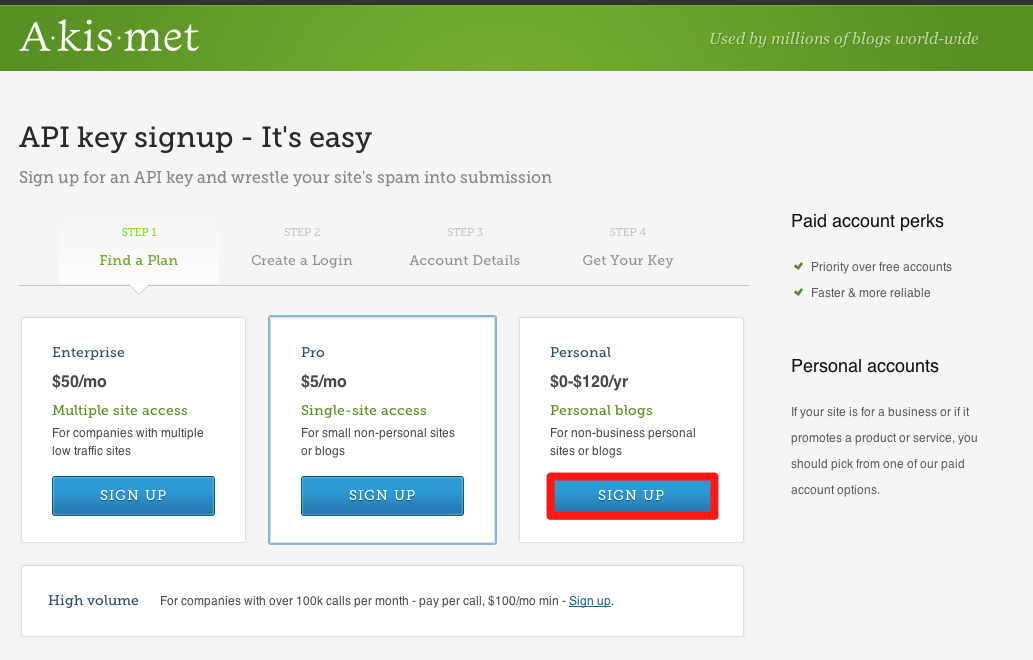 A·kis·met
Used by millions of blogs world-wide
API key signup - It's easy
Sign up for an API key and wrestle your site's spam into submission
STEP 1
Find a Plan
STEP 2
Create a Login
STEP 3
Account Details
STEP 4
Get Your Key
Enterprise
$50/mo
Multiple site access
For companies with multiple
low traffic sites
SIGN UP
Pro
$5/mo
Single-site access
For small non-personal sites
or blogs
SIGN UP
Personal
$0-$120/yr
Personal blogs
For non-business personal
sites or blogs
SIGN UP
High volume
For companies with over 100k calls per month - pay per call, $100/mo min - Sign up.
Paid account perks
Priority over free accounts
Faster & more reliable
Personal accounts
If your site is for a business or if it
promotes a product or service, you
should pick from one of our paid
account options.